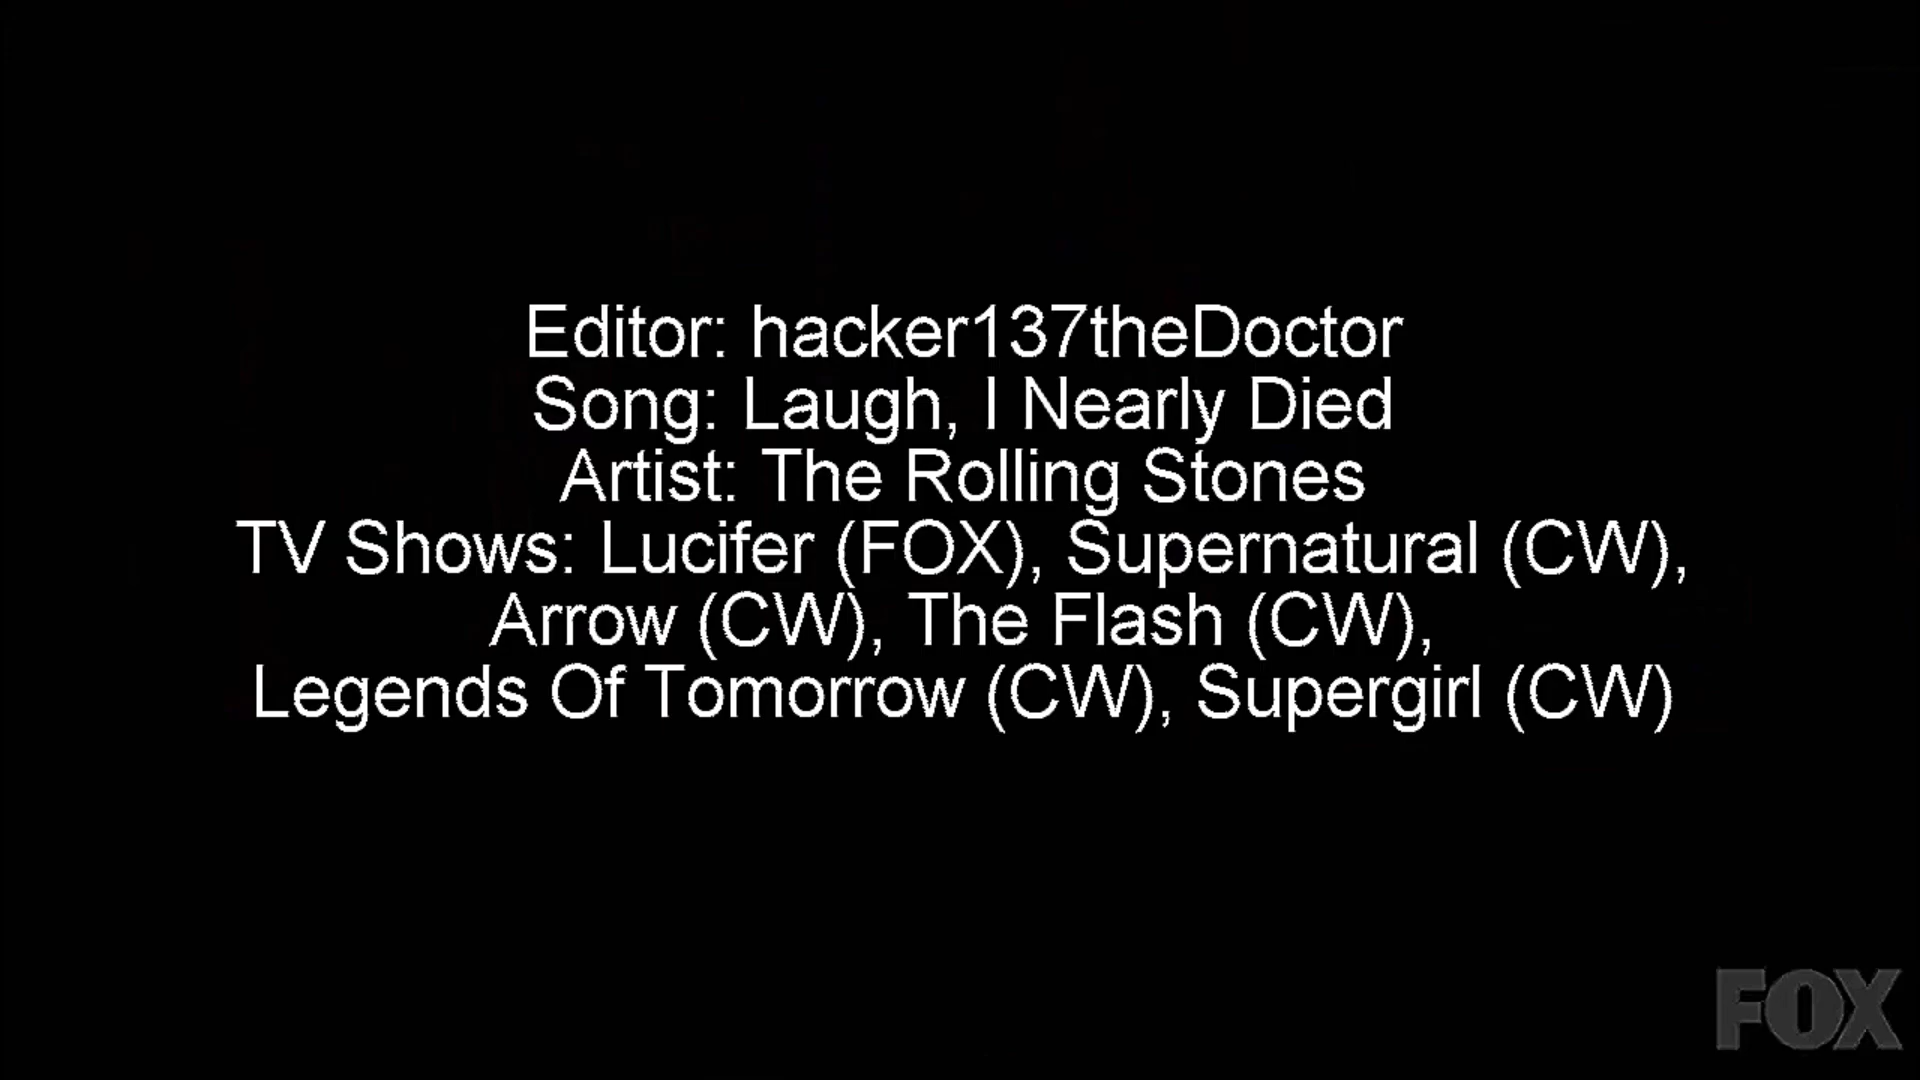 Editor: hacker137theDoctor
Song: Laugh, I Nearly Died
Artist: The Rolling Stones
TV Shows: Lucifer (FOX), Supernatural (CW),
Arrow (CW), The Flash (CW),
Legends Of Tomorrow (CW), Supergirl (CW)
FOX